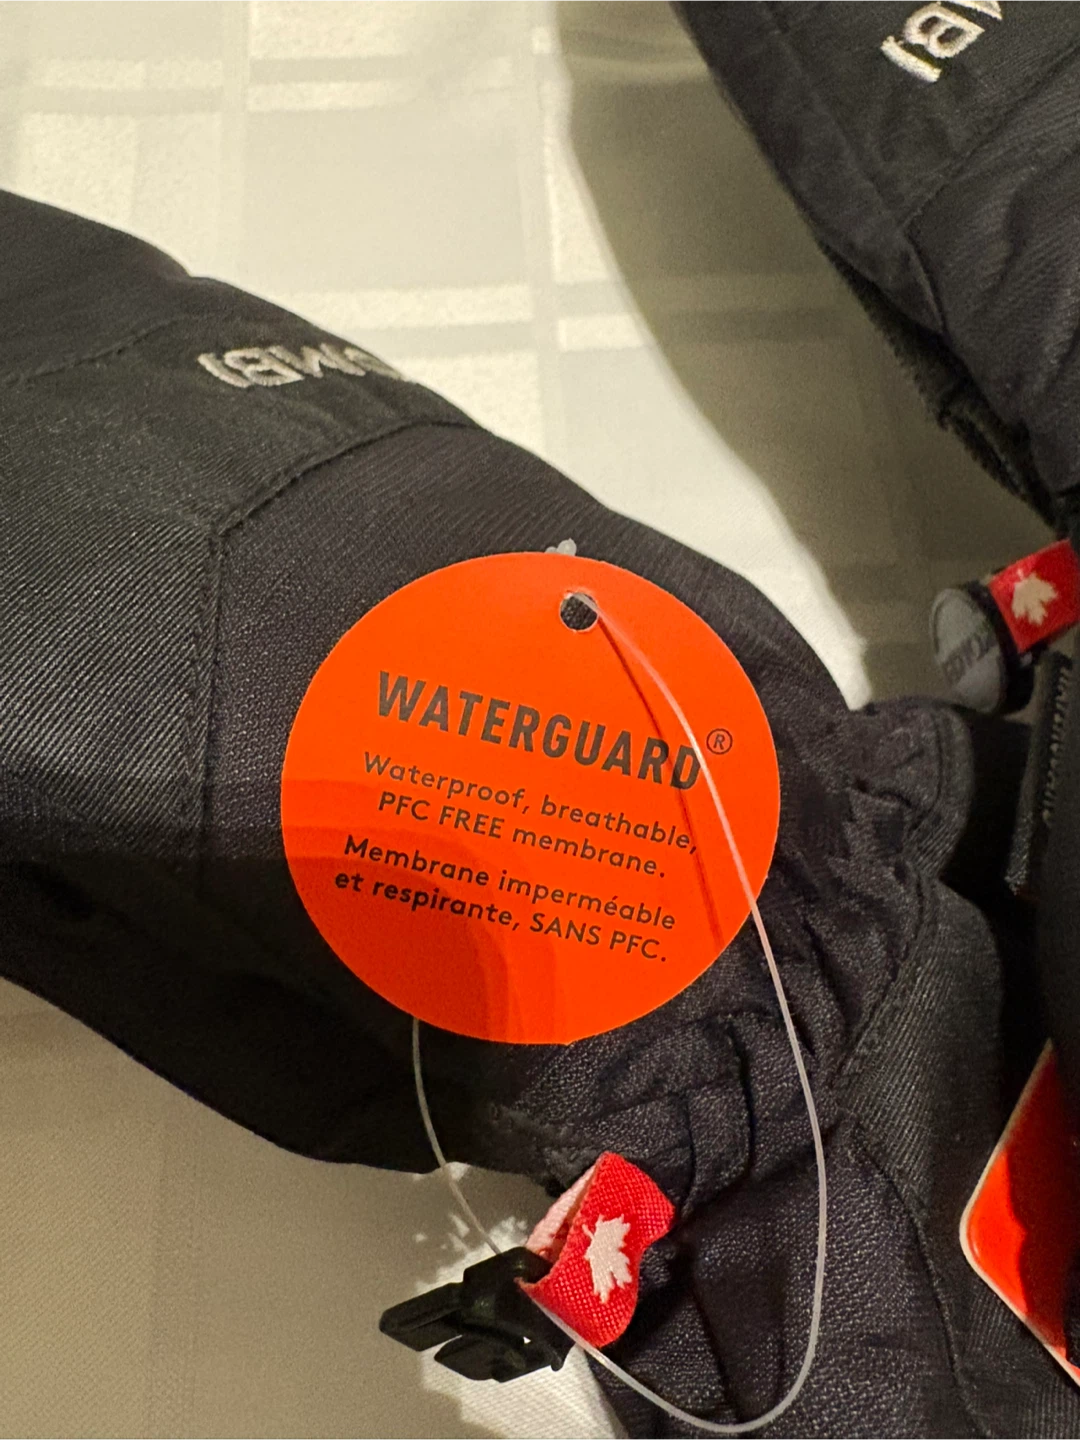 WATERGUARD®
Waterproof, breathable,
PFC FREE membrane.
Membrane imperméable
et respirante, SANS PFC.